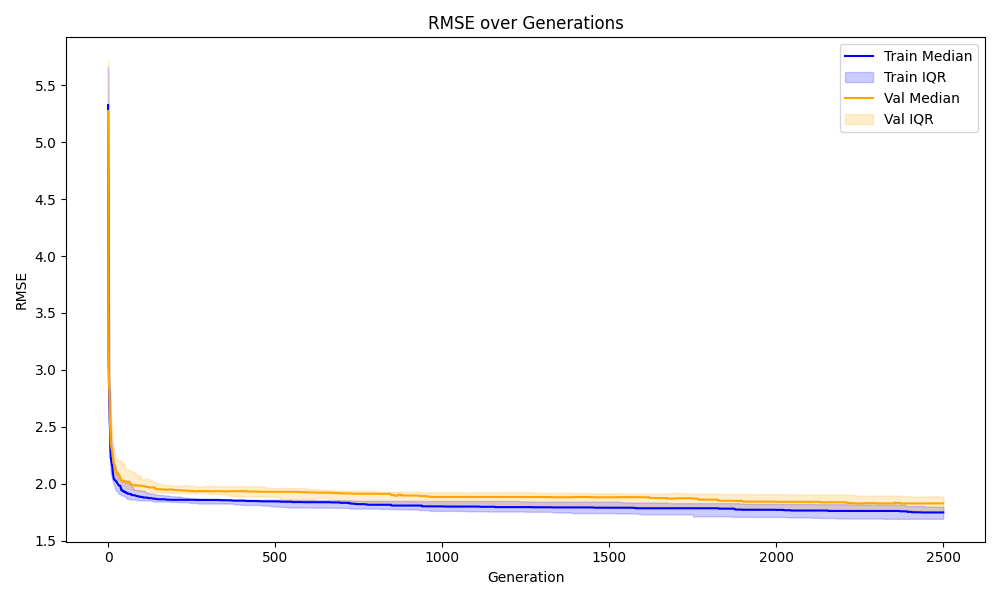 RMSE over Generations
Train Median
Train IQR
Val Median
Val IQR
RMSE
5.5
5.0
4.5
4.0
3.5
3.0
2.5
2.0
1.5
0 500 1000 1500 2000 2500
Generation